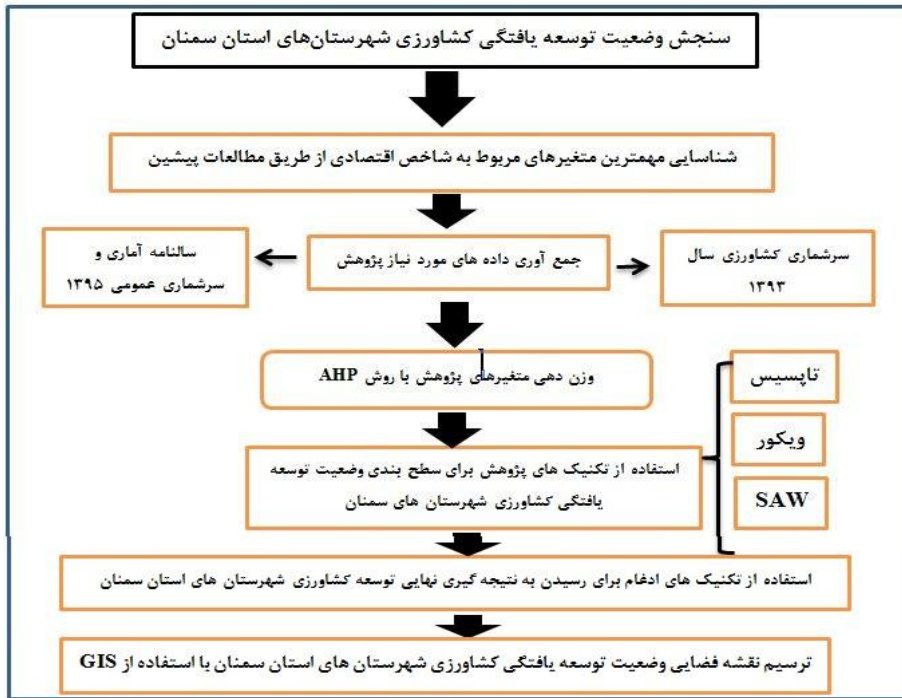 سنجش وضعیت توسعه یافتگی کشاورزی شهرستان‌های استان سمنان
شناسایی مهمترین متغیرهای مربوط به شاخص اقتصادی از طریق مطالعات پیشین
سرشماری کشاورزی سال
۱۳۹۳
جمع آوری داده های مورد نیاز پژوهش
سالنامه آماری و
سرشماری عمومی ۱۳۹۵
وزن دهی متغیرهای پژوهش با روش AHP
تاپسیس
ویکور
SAW
استفاده از تکنیک های پژوهش برای سطح بندی وضعیت توسعه
یافتگی کشاورزی شهرستان های سمنان
استفاده از تکنیک های ادغام برای رسیدن به نتیجه گیری نهایی توسعه کشاورزی شهرستان های استان سمنان
ترسیم نقشه فضایی وضعیت توسعه یافتگی کشاورزی شهرستان های استان سمنان با استفاده از GIS